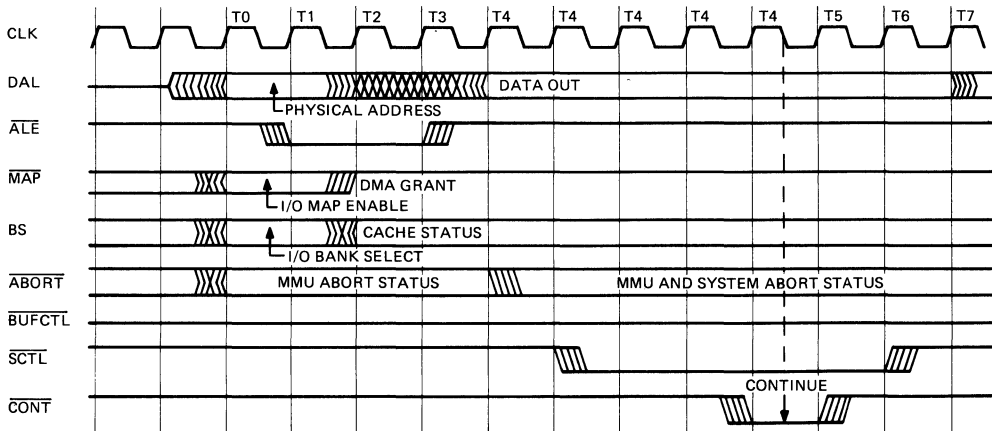 T0 T1 T2 T3 T4 T4 T4 T4 T4 T5 T6 T7
CLK
DAL
DATA OUT
PHYSICAL ADDRESS
ALE
MAP
DMA GRANT
I/O MAP ENABLE
BS
CACHE STATUS
I/O BANK SELECT
ABORT
MMU ABORT STATUS
MMU AND SYSTEM ABORT STATUS
BUFCTL
SCTL
CONTINUE
CONT